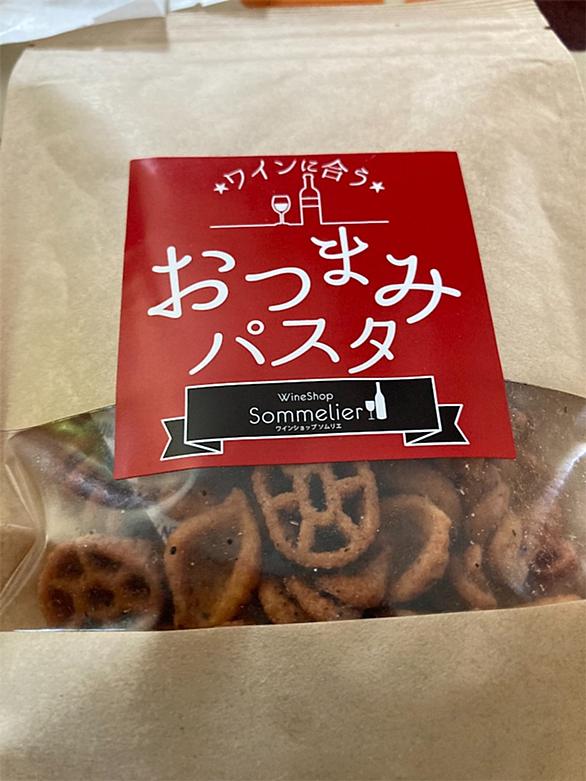 ★ワインに合う★
おつまみ
パスタ
WineShop
Sommelier
ワインショップソムリエ